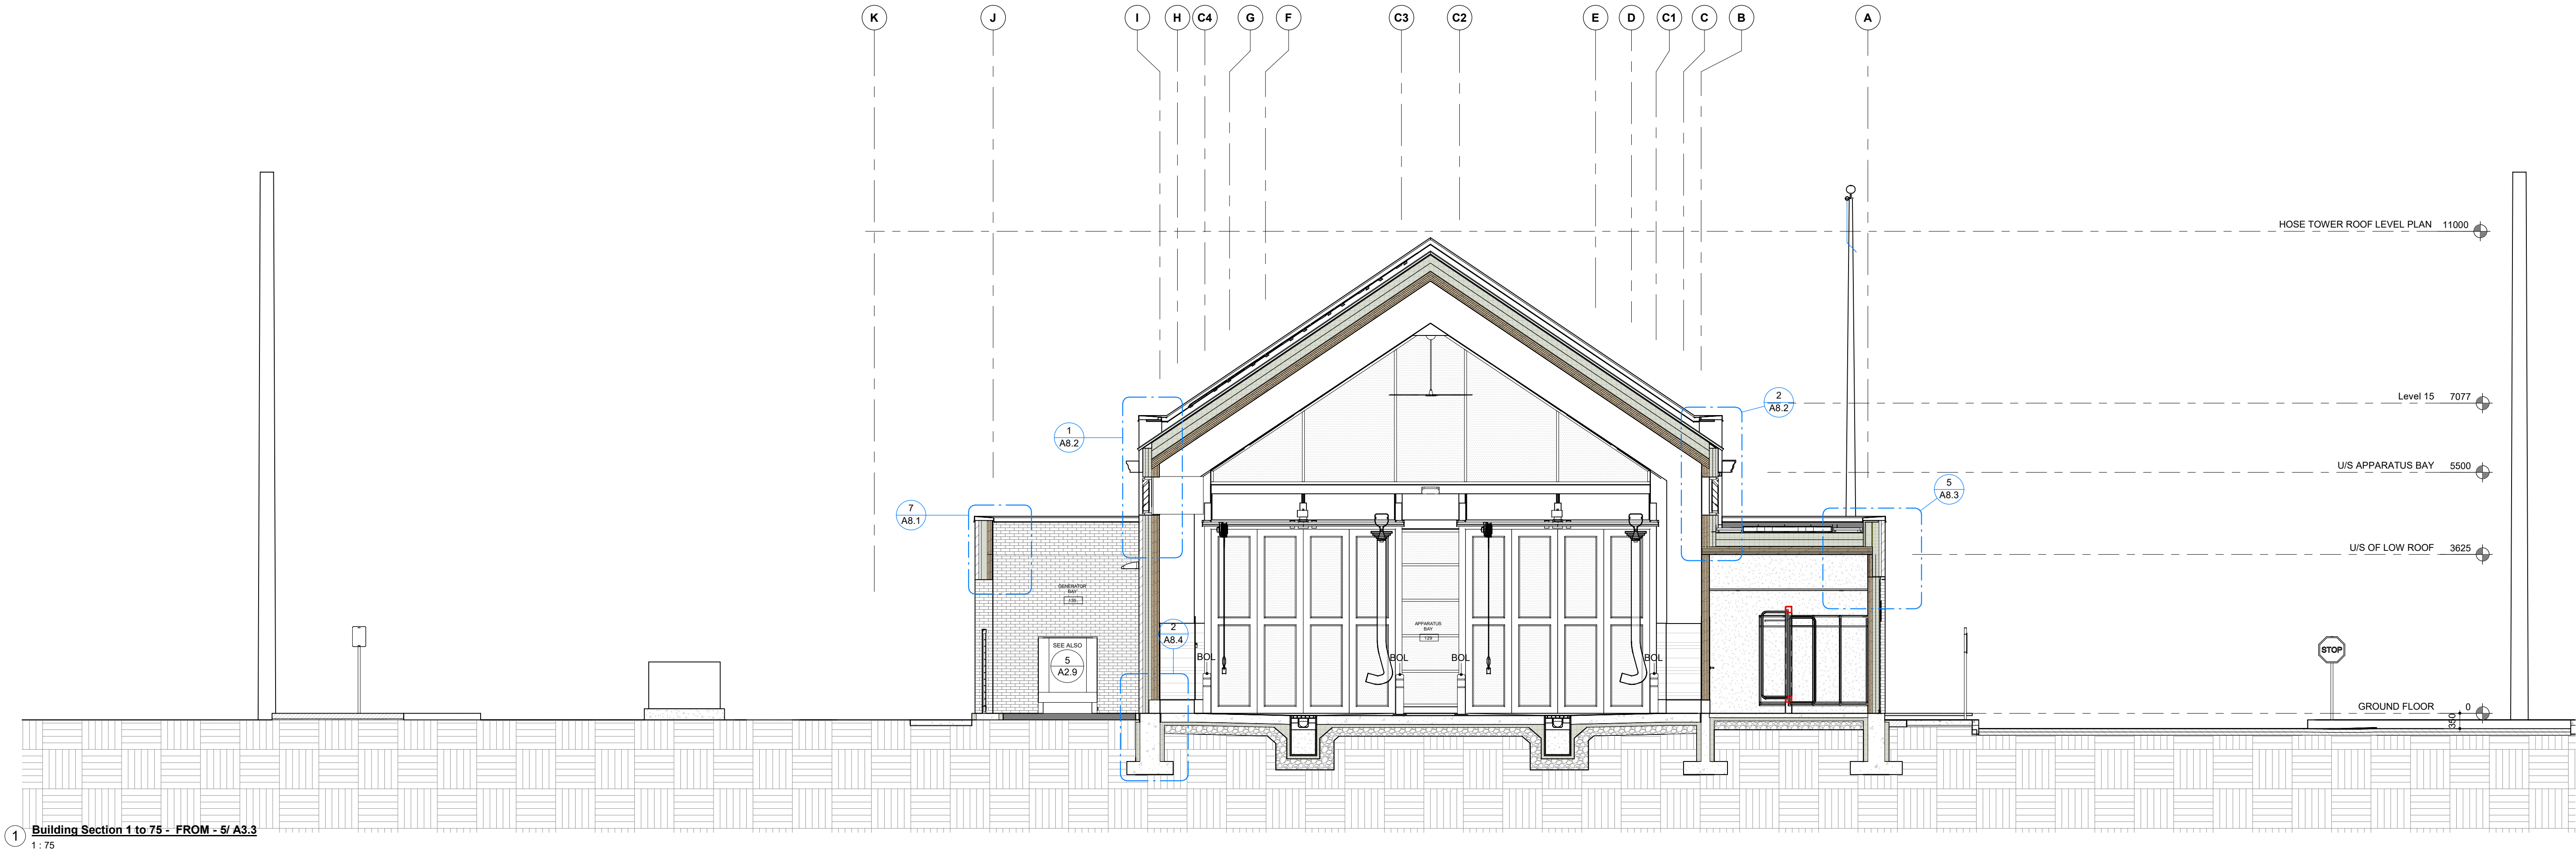 K J I H C4 G F C3 C2 E D C1 C B A
HOSE TOWER ROOF LEVEL PLAN 11000
Level 15 7077
2
A8.2
1
A8.2
U/S APPARATUS BAY 5500
5
A8.3
7
A8.1
U/S OF LOW ROOF 3625
GENERATOR
BAY
APPARATUS
BAY
129
2
A8.4
SEE ALSO
5
A2.9
BOL BOL BOL BOL
STOP
GROUND FLOOR 0
350
1 Building Section 1 to 75 - FROM - 5/ A3.3
1 : 75